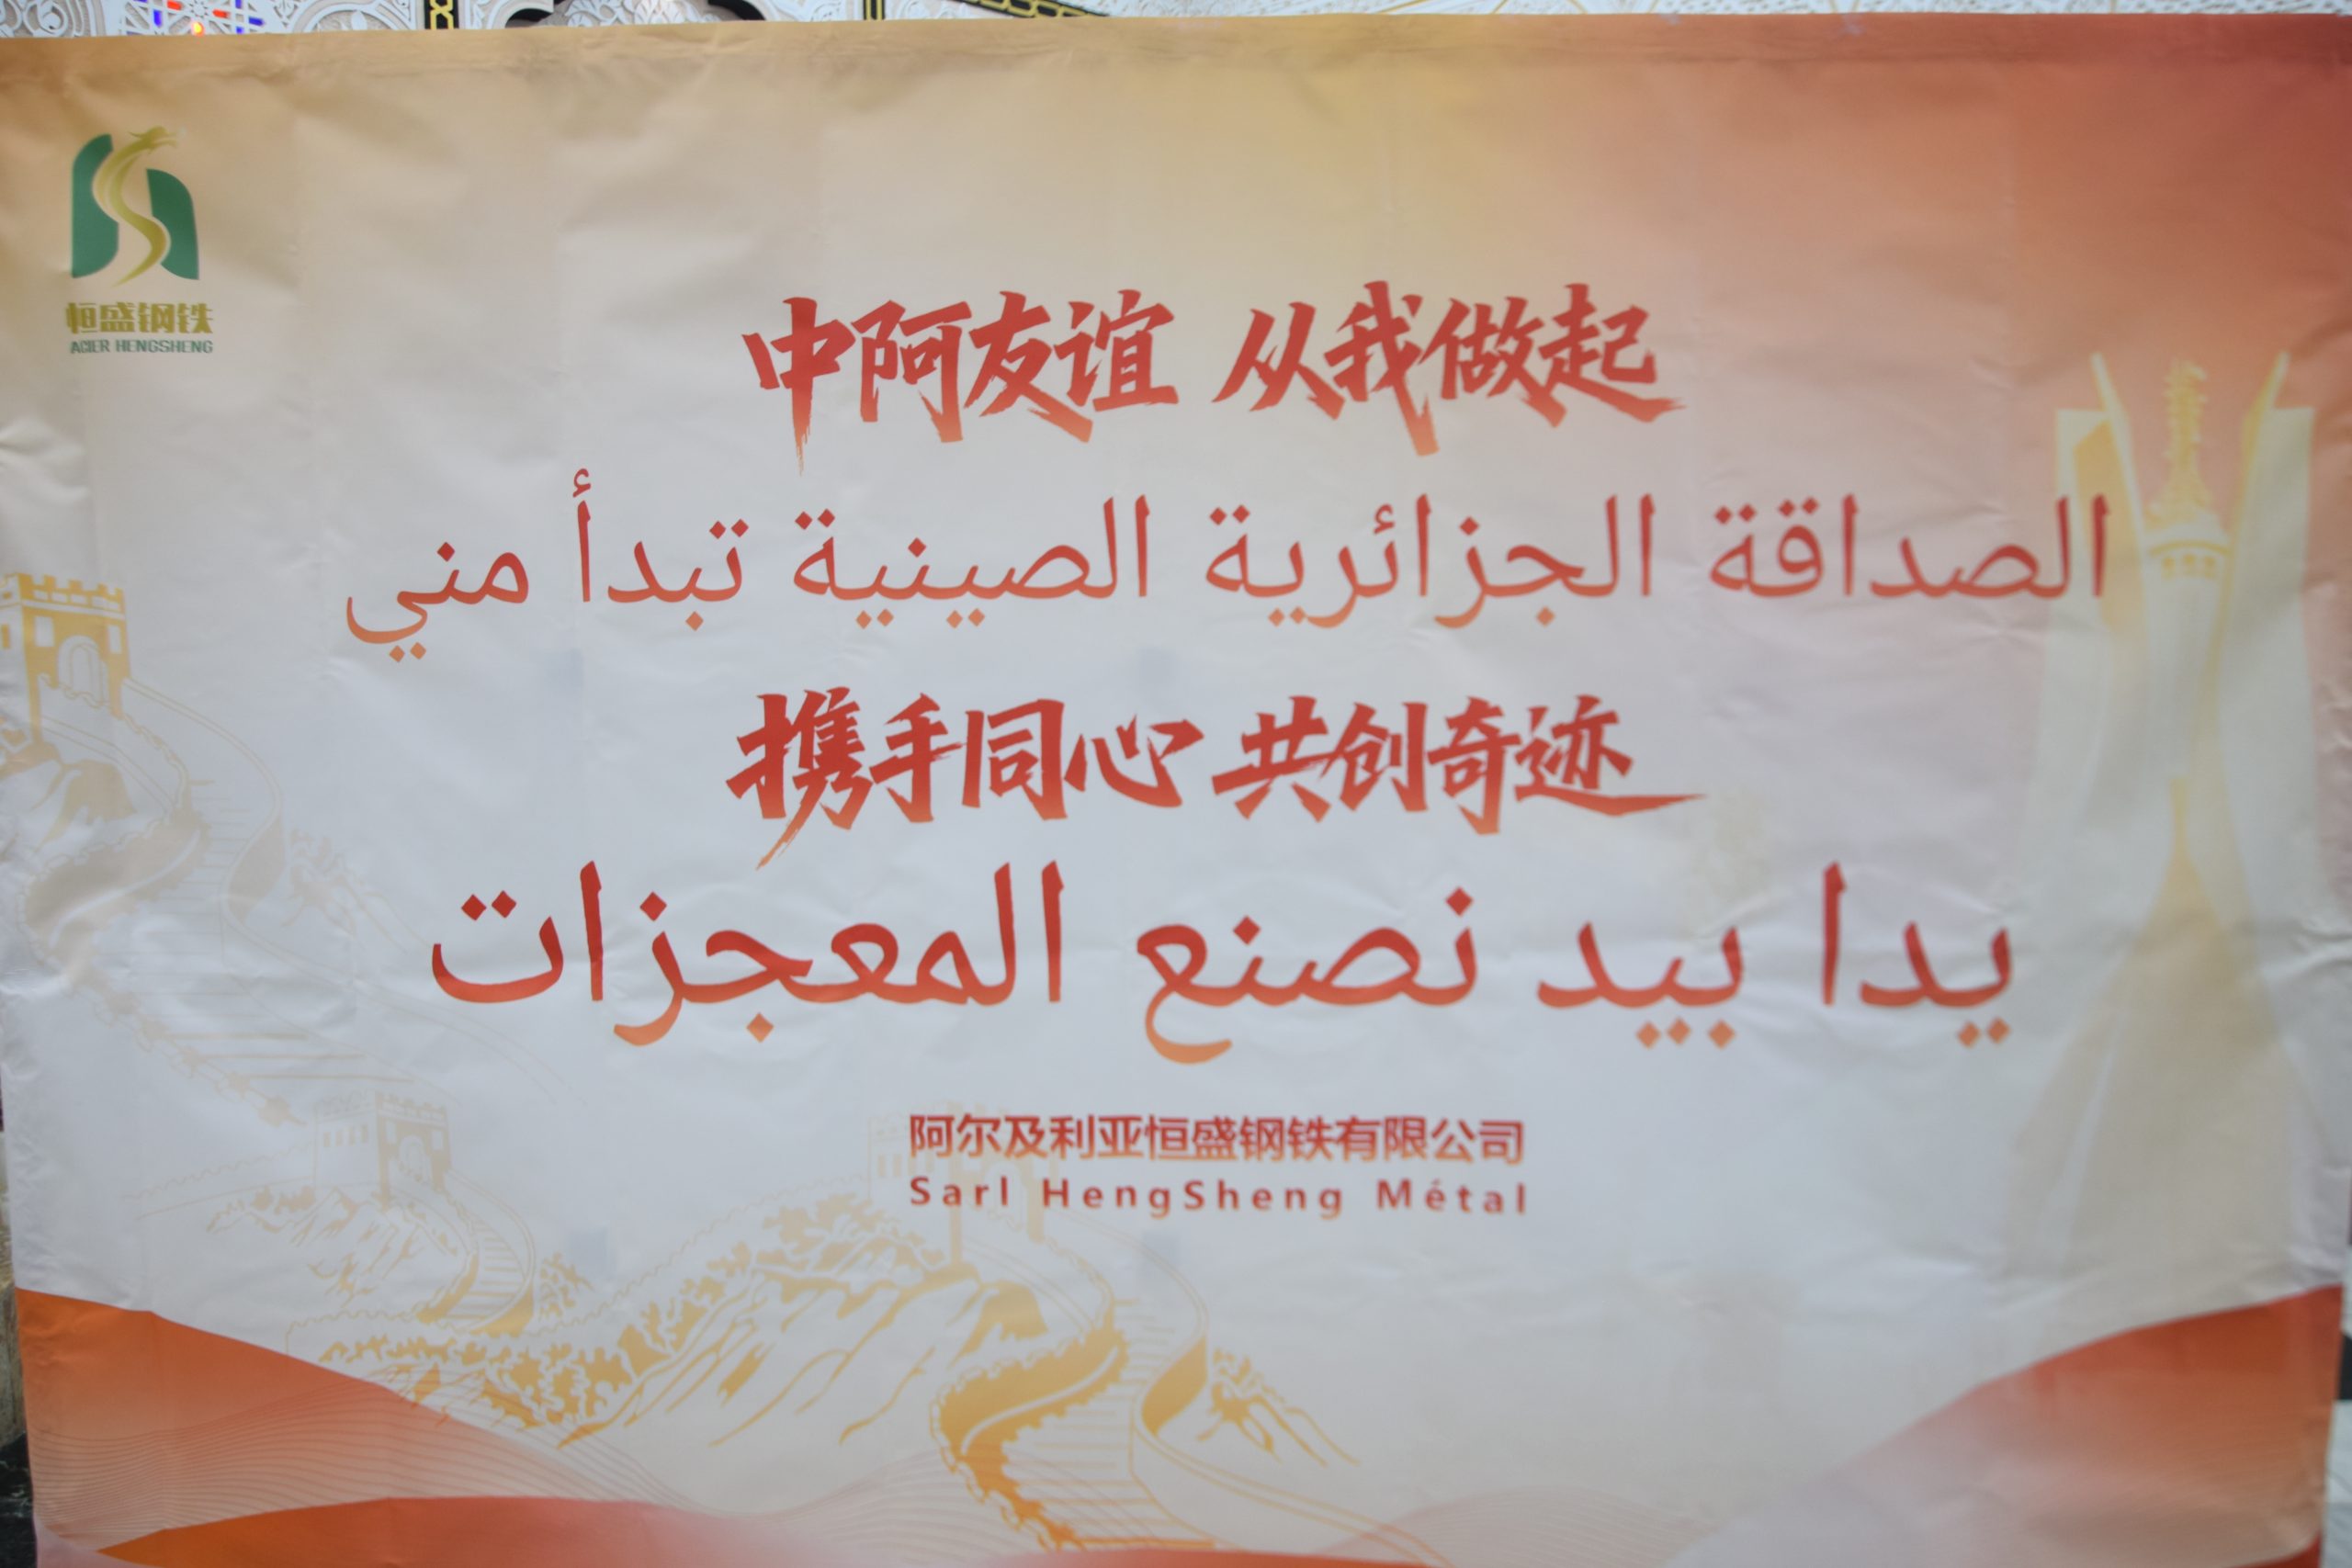 恒盛钢铁
ACIER HENGSHENG
中阿友谊 从我做起
الصداقة الجزائرية الصينية تبدأ مني
携手同心 共创奇迹
يدا بيد نصنع المعجزات
阿尔及利亚恒盛钢铁有限公司
Sarl HengSheng Métal